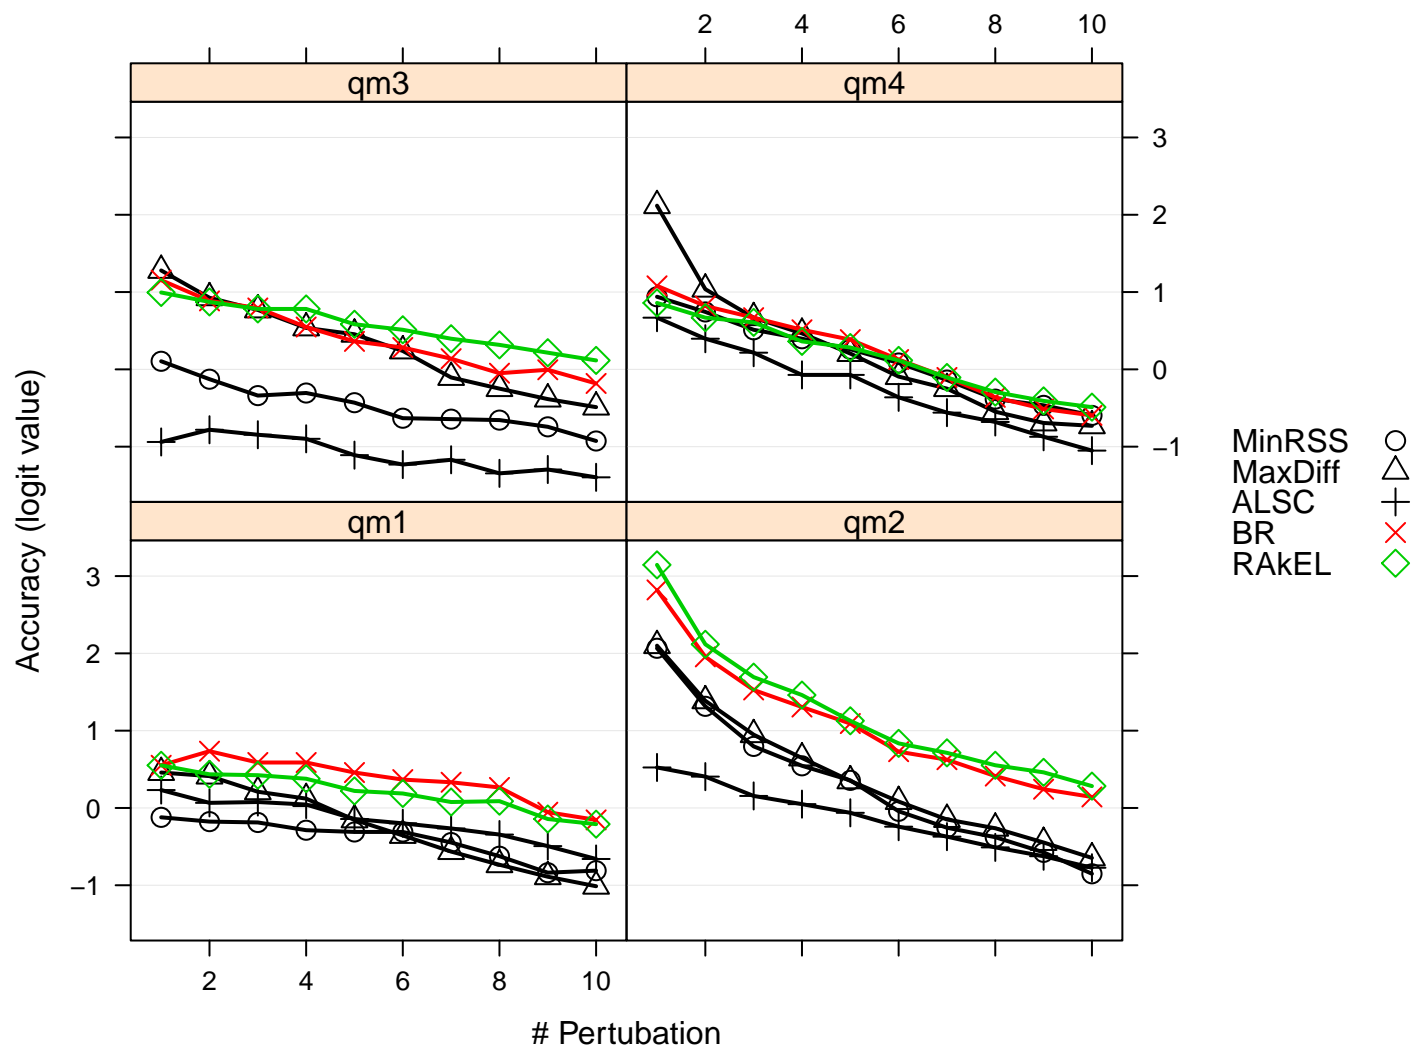 2 4 6 8 10
qm3 qm4
3
2
1
0
−1
Accuracy (logit value)
MinRSS
MaxDiff
ALSC
BR
RAkEL
qm1 qm2
3
2
1
0
−1
2 4 6 8 10
# Pertubation